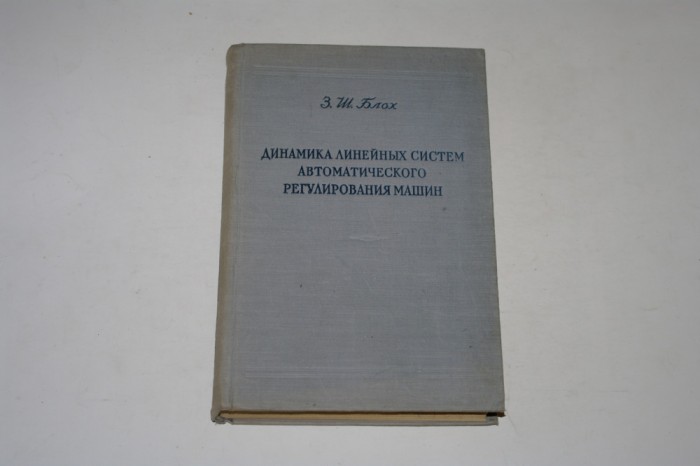 З. Ш. Блох
ДИНАМИКА ЛИНЕЙНЫХ СИСТЕМ
АВТОМАТИЧЕСКОГО
РЕГУЛИРОВАНИЯ МАШИН